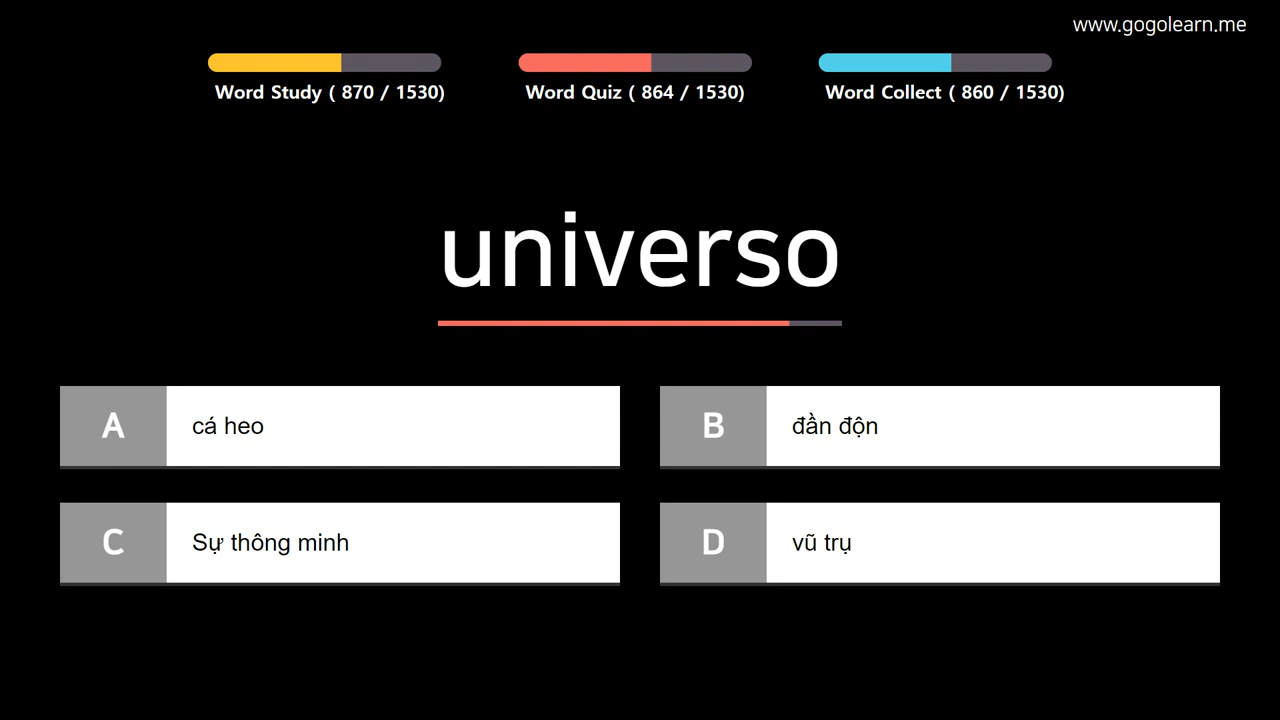 www.gogolearn.me
Word Study ( 870 / 1530)
Word Quiz ( 864 / 1530)
Word Collect ( 860 / 1530)
universo
A
cá heo
B
đần độn
C
Sự thông minh
D
vũ trụ